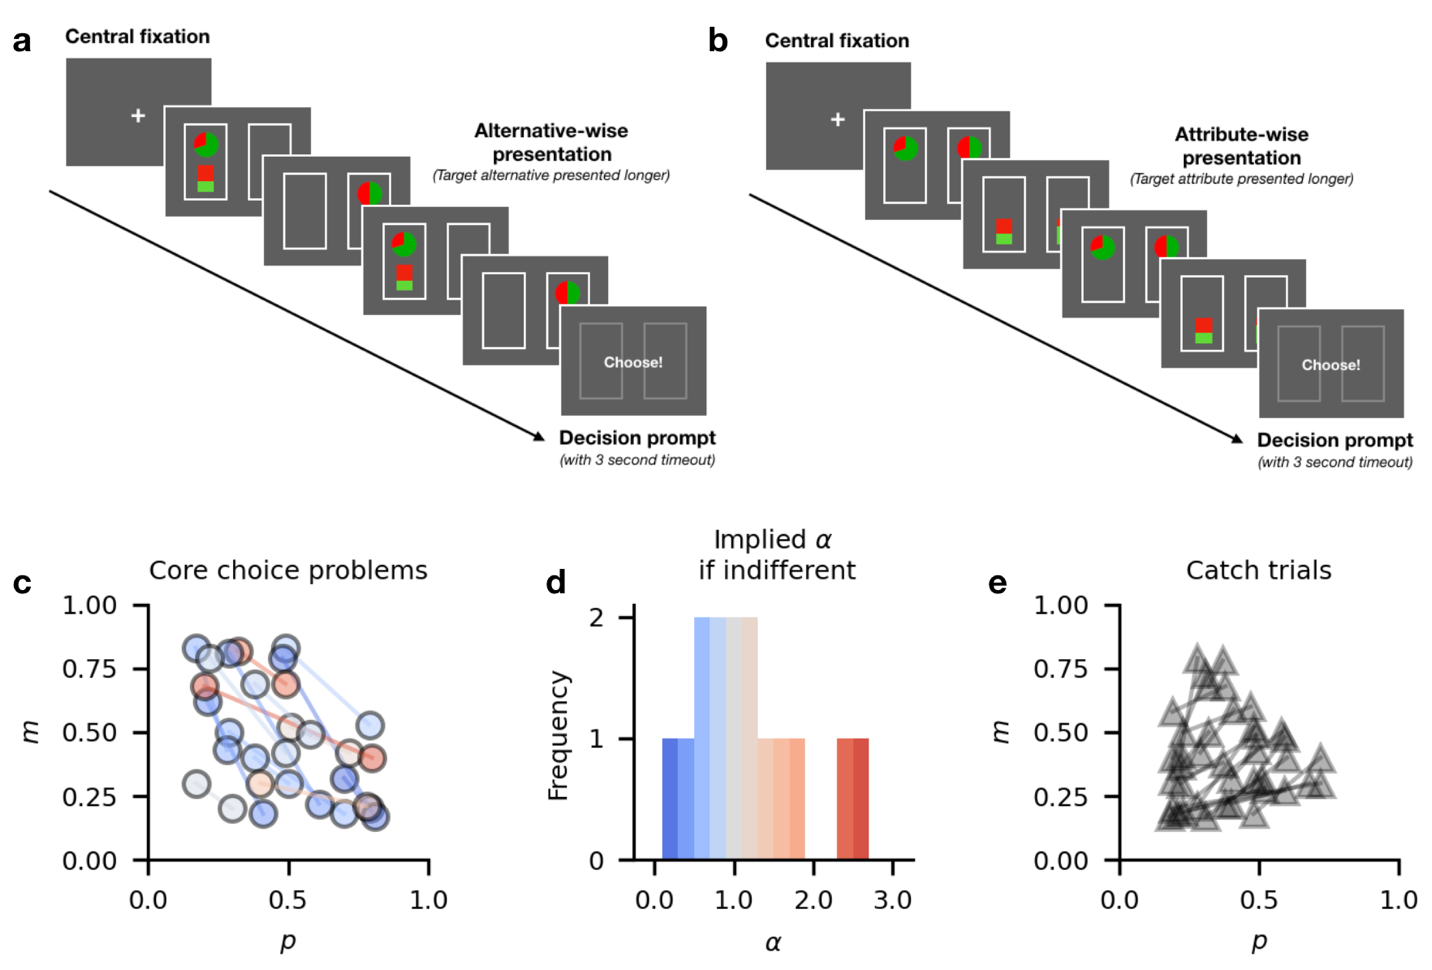 a
Central fixation
+
Alternative-wise
presentation
(Target alternative presented longer)
Choose!
Decision prompt
(with 3 second timeout)
b
Central fixation
+
Attribute-wise
presentation
(Target attribute presented longer)
Choose!
Decision prompt
(with 3 second timeout)
c
Core choice problems
m
1.00
0.75
0.50
0.25
0.00
0.0 0.5 1.0
p
d
Implied α
if indifferent
Frequency
2
1
0
0.0 1.0 2.0 3.0
α
e
Catch trials
m
1.00
0.75
0.50
0.25
0.00
0.0 0.5 1.0
p